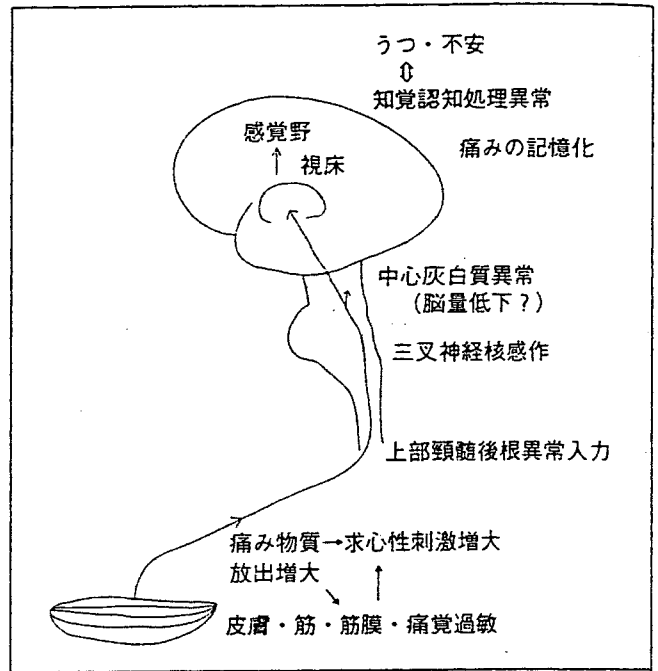 うつ・不安
⇕
知覚認知処理異常
感覚野
↑
視床
痛みの記憶化
中心灰白質異常
（脳量低下？）
三叉神経核感作
上部頸髄後根異常入力
痛み物質→求心性刺激増大
放出増大
皮膚・筋・筋膜・痛覚過敏